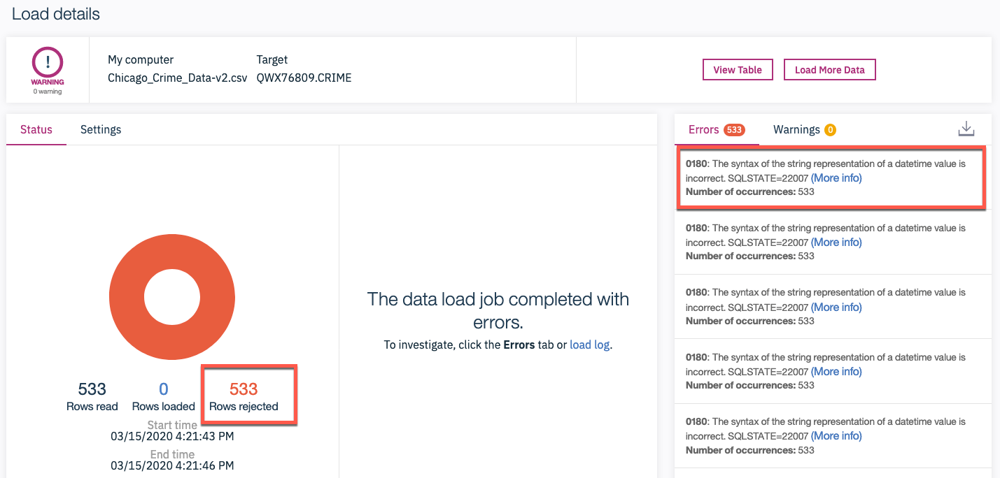 Load details
!
WARNING
0 warning
My computer
Chicago_Crime_Data-v2.csv
Target
QWX76809.CRIME
View Table
Load More Data
Status
Settings
533
Rows read
0
Rows loaded
533
Rows rejected
Start time
03/15/2020 4:21:43 PM
End time
03/15/2020 4:21:46 PM
The data load job completed with
errors.
To investigate, click the Errors tab or load log.
Errors 533
Warnings 0
0180: The syntax of the string representation of a datetime value is
incorrect. SQLSTATE=22007 (More info)
Number of occurrences: 533
0180: The syntax of the string representation of a datetime value is
incorrect. SQLSTATE=22007 (More info)
Number of occurrences: 533
0180: The syntax of the string representation of a datetime value is
incorrect. SQLSTATE=22007 (More info)
Number of occurrences: 533
0180: The syntax of the string representation of a datetime value is
incorrect. SQLSTATE=22007 (More info)
Number of occurrences: 533
0180: The syntax of the string representation of a datetime value is
incorrect. SQLSTATE=22007 (More info)
Number of occurrences: 533